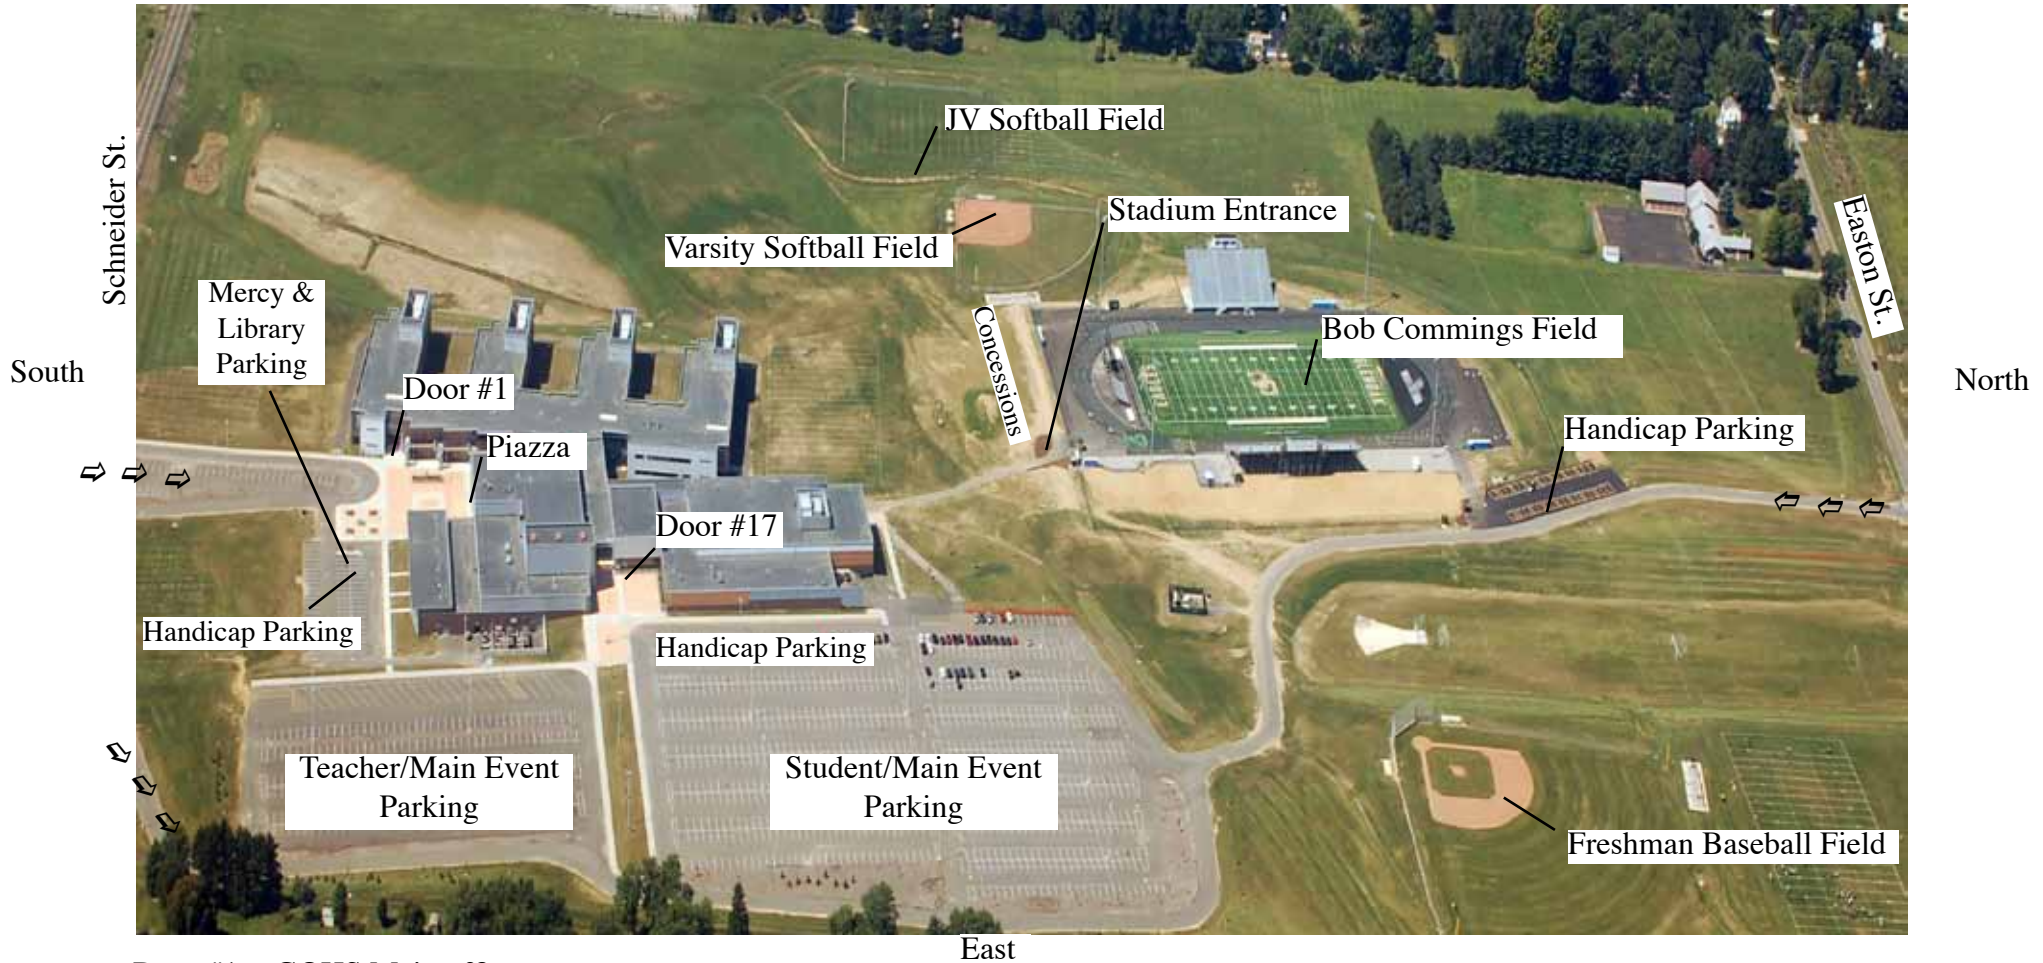 JV Softball Field
Schneider St.
Stadium Entrance
Easton St.
Varsity Softball Field
Mercy &
Library
Parking
Concessions
Bob Commings Field
South
North
Door #1
Handicap Parking
Piazza
Door #17
Handicap Parking
Handicap Parking
Teacher/Main Event
Parking
Student/Main Event
Parking
Freshman Baseball Field
East